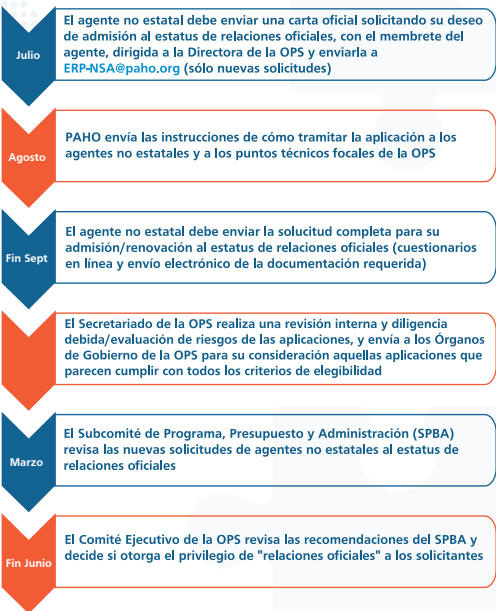 Julio
El agente no estatal debe enviar una carta oficial solicitando su deseo
de admisión al estatus de relaciones oficiales, con el membrete del
agente, dirigida a la Directora de la OPS y enviarla a
ERP-NSA@paho.org (sólo nuevas solicitudes)
Agosto
PAHO envía las instrucciones de cómo tramitar la aplicación a los
agentes no estatales y a los puntos técnicos focales de la OPS
Fin Sept
El agente no estatal debe enviar la solucitud completa para su
admisión/renovación al estatus de relaciones oficiales (cuestionarios
en línea y envío electrónico de la documentación requerida)
El Secretariado de la OPS realiza una revisión interna y diligencia
debida/evaluación de riesgos de las aplicaciones, y envía a los Órganos
de Gobierno de la OPS para su consideración aquellas aplicaciones que
parecen cumplir con todos los criterios de elegibilidad
Marzo
El Subcomité de Programa, Presupuesto y Administración (SPBA)
revisa las nuevas solicitudes de agentes no estatales al estatus de
relaciones oficiales
Fin Junio
El Comité Ejecutivo de la OPS revisa las recomendaciones del SPBA y
decide si otorga el privilegio de "relaciones oficiales" a los solicitantes